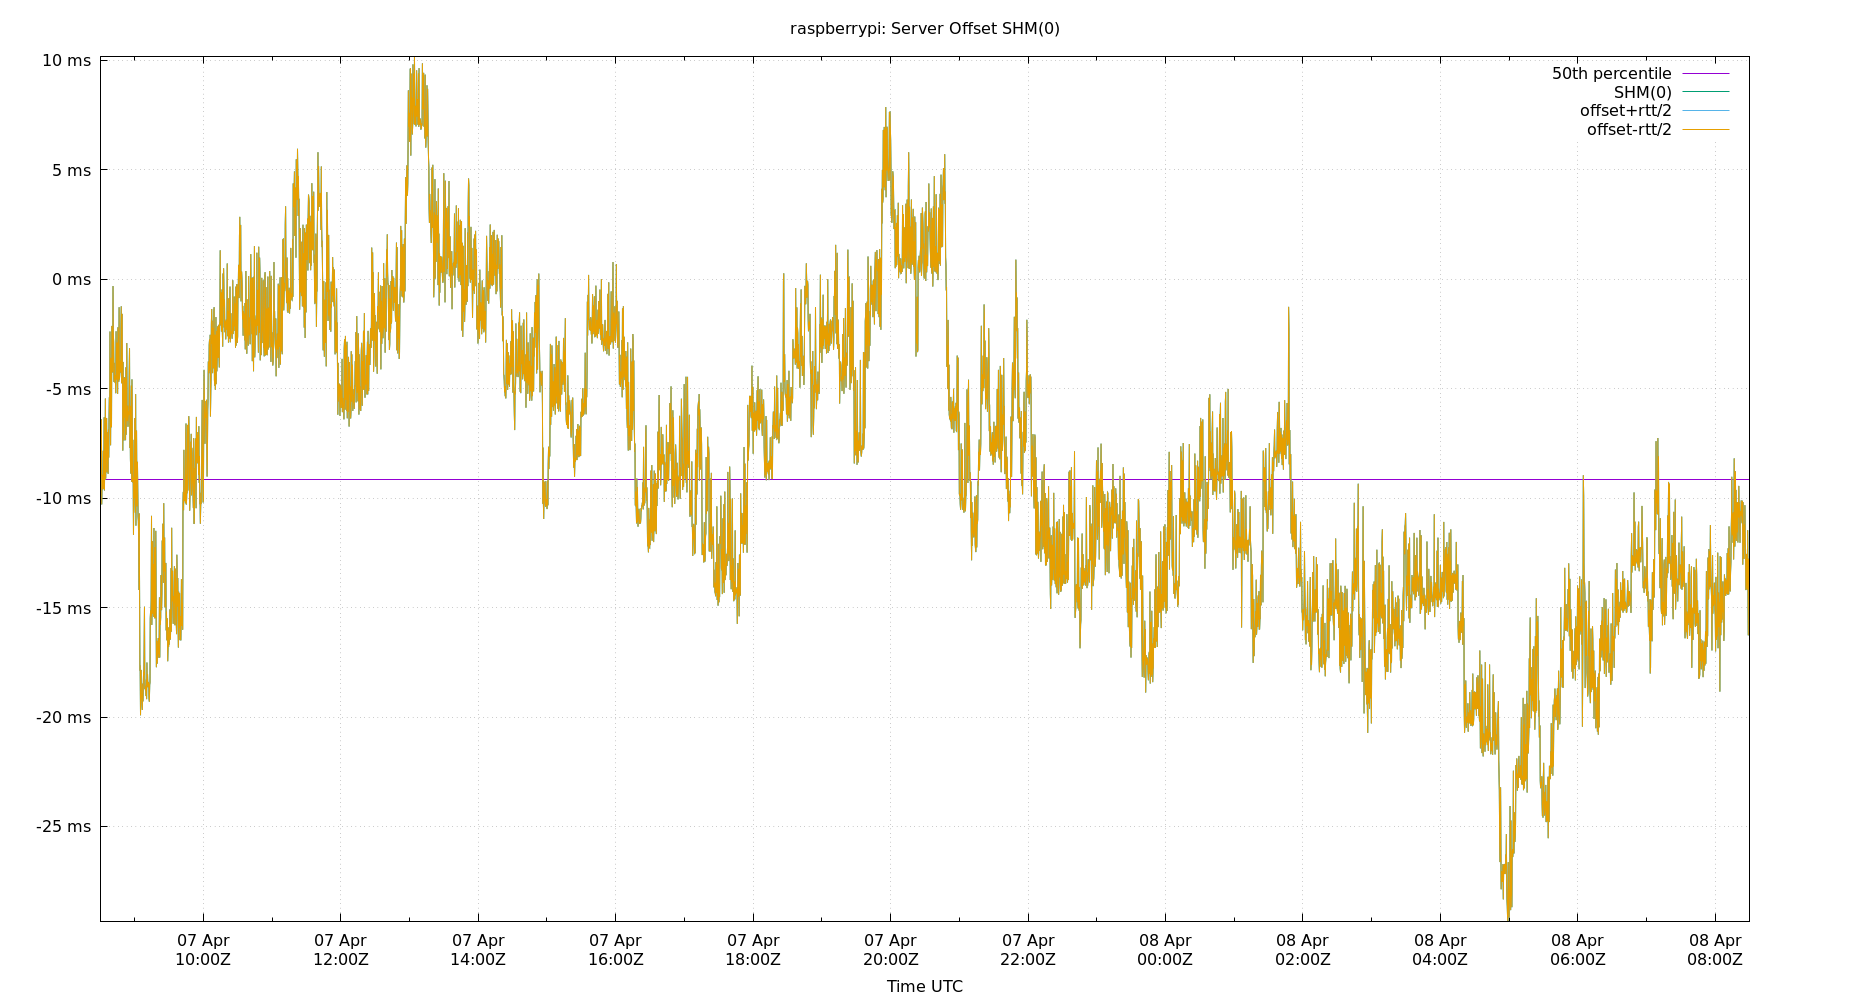 raspberrypi: Server Offset SHM(0)
10 ms
5 ms
0 ms
-5 ms
-10 ms
-15 ms
-20 ms
-25 ms
50th percentile
SHM(0)
offset+rtt/2
offset-rtt/2
07 Apr 07 Apr 07 Apr 07 Apr 07 Apr 07 Apr 07 Apr 08 Apr 08 Apr 08 Apr 08 Apr 08 Apr
10:00Z 12:00Z 14:00Z 16:00Z 18:00Z 20:00Z 22:00Z 00:00Z 02:00Z 04:00Z 06:00Z 08:00Z
Time UTC